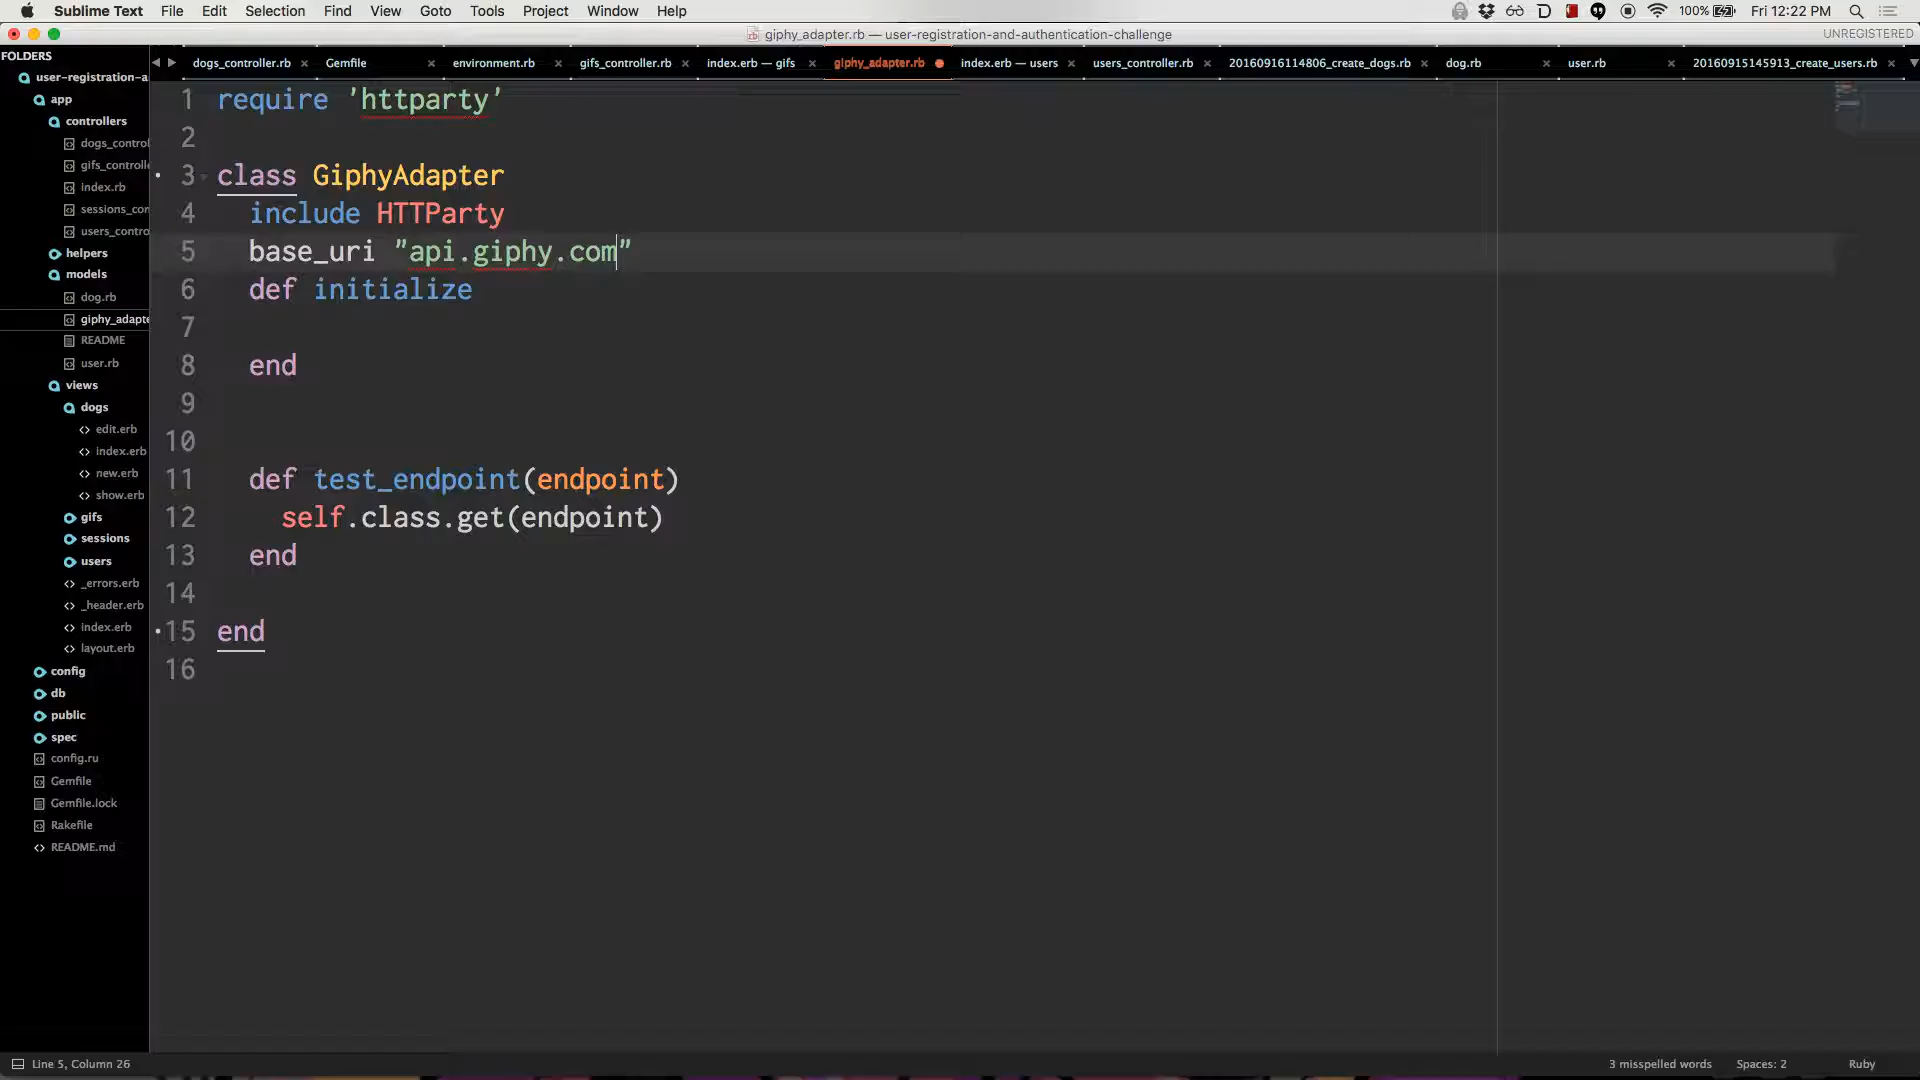 Sublime Text File Edit Selection Find View Goto Tools Project Window Help 100% Fri 12:22 PM
giphy_adapter.rb — user-registration-and-authentication-challenge UNREGISTERED
dogs_controller.rb Gemfile environment.rb gifs_controller.rb index.erb — gifs giphy_adapter.rb index.erb — users users_controller.rb 20160916114806_create_dogs.rb dog.rb user.rb 20160915145913_create_users.rb
FOLDERS
user-registration-a
app
controllers
dogs_contro
gifs_controll
index.rb
sessions_con
users_contro
helpers
models
dog.rb
giphy_adapte
README
user.rb
views
dogs
edit.erb
index.erb
new.erb
show.erb
gifs
sessions
users
_errors.erb
_header.erb
index.erb
layout.erb
config
db
public
spec
config.ru
Gemfile
Gemfile.lock
Rakefile
README.md
1 require 'httparty'
2
3 class GiphyAdapter
4 include HTTParty
5 base_uri "api.giphy.com"
6 def initialize
7
8 end
9
10
11 def test_endpoint(endpoint)
12 self.class.get(endpoint)
13 end
14
15 end
16
Line 5, Column 26 3 misspelled words Spaces: 2 Ruby